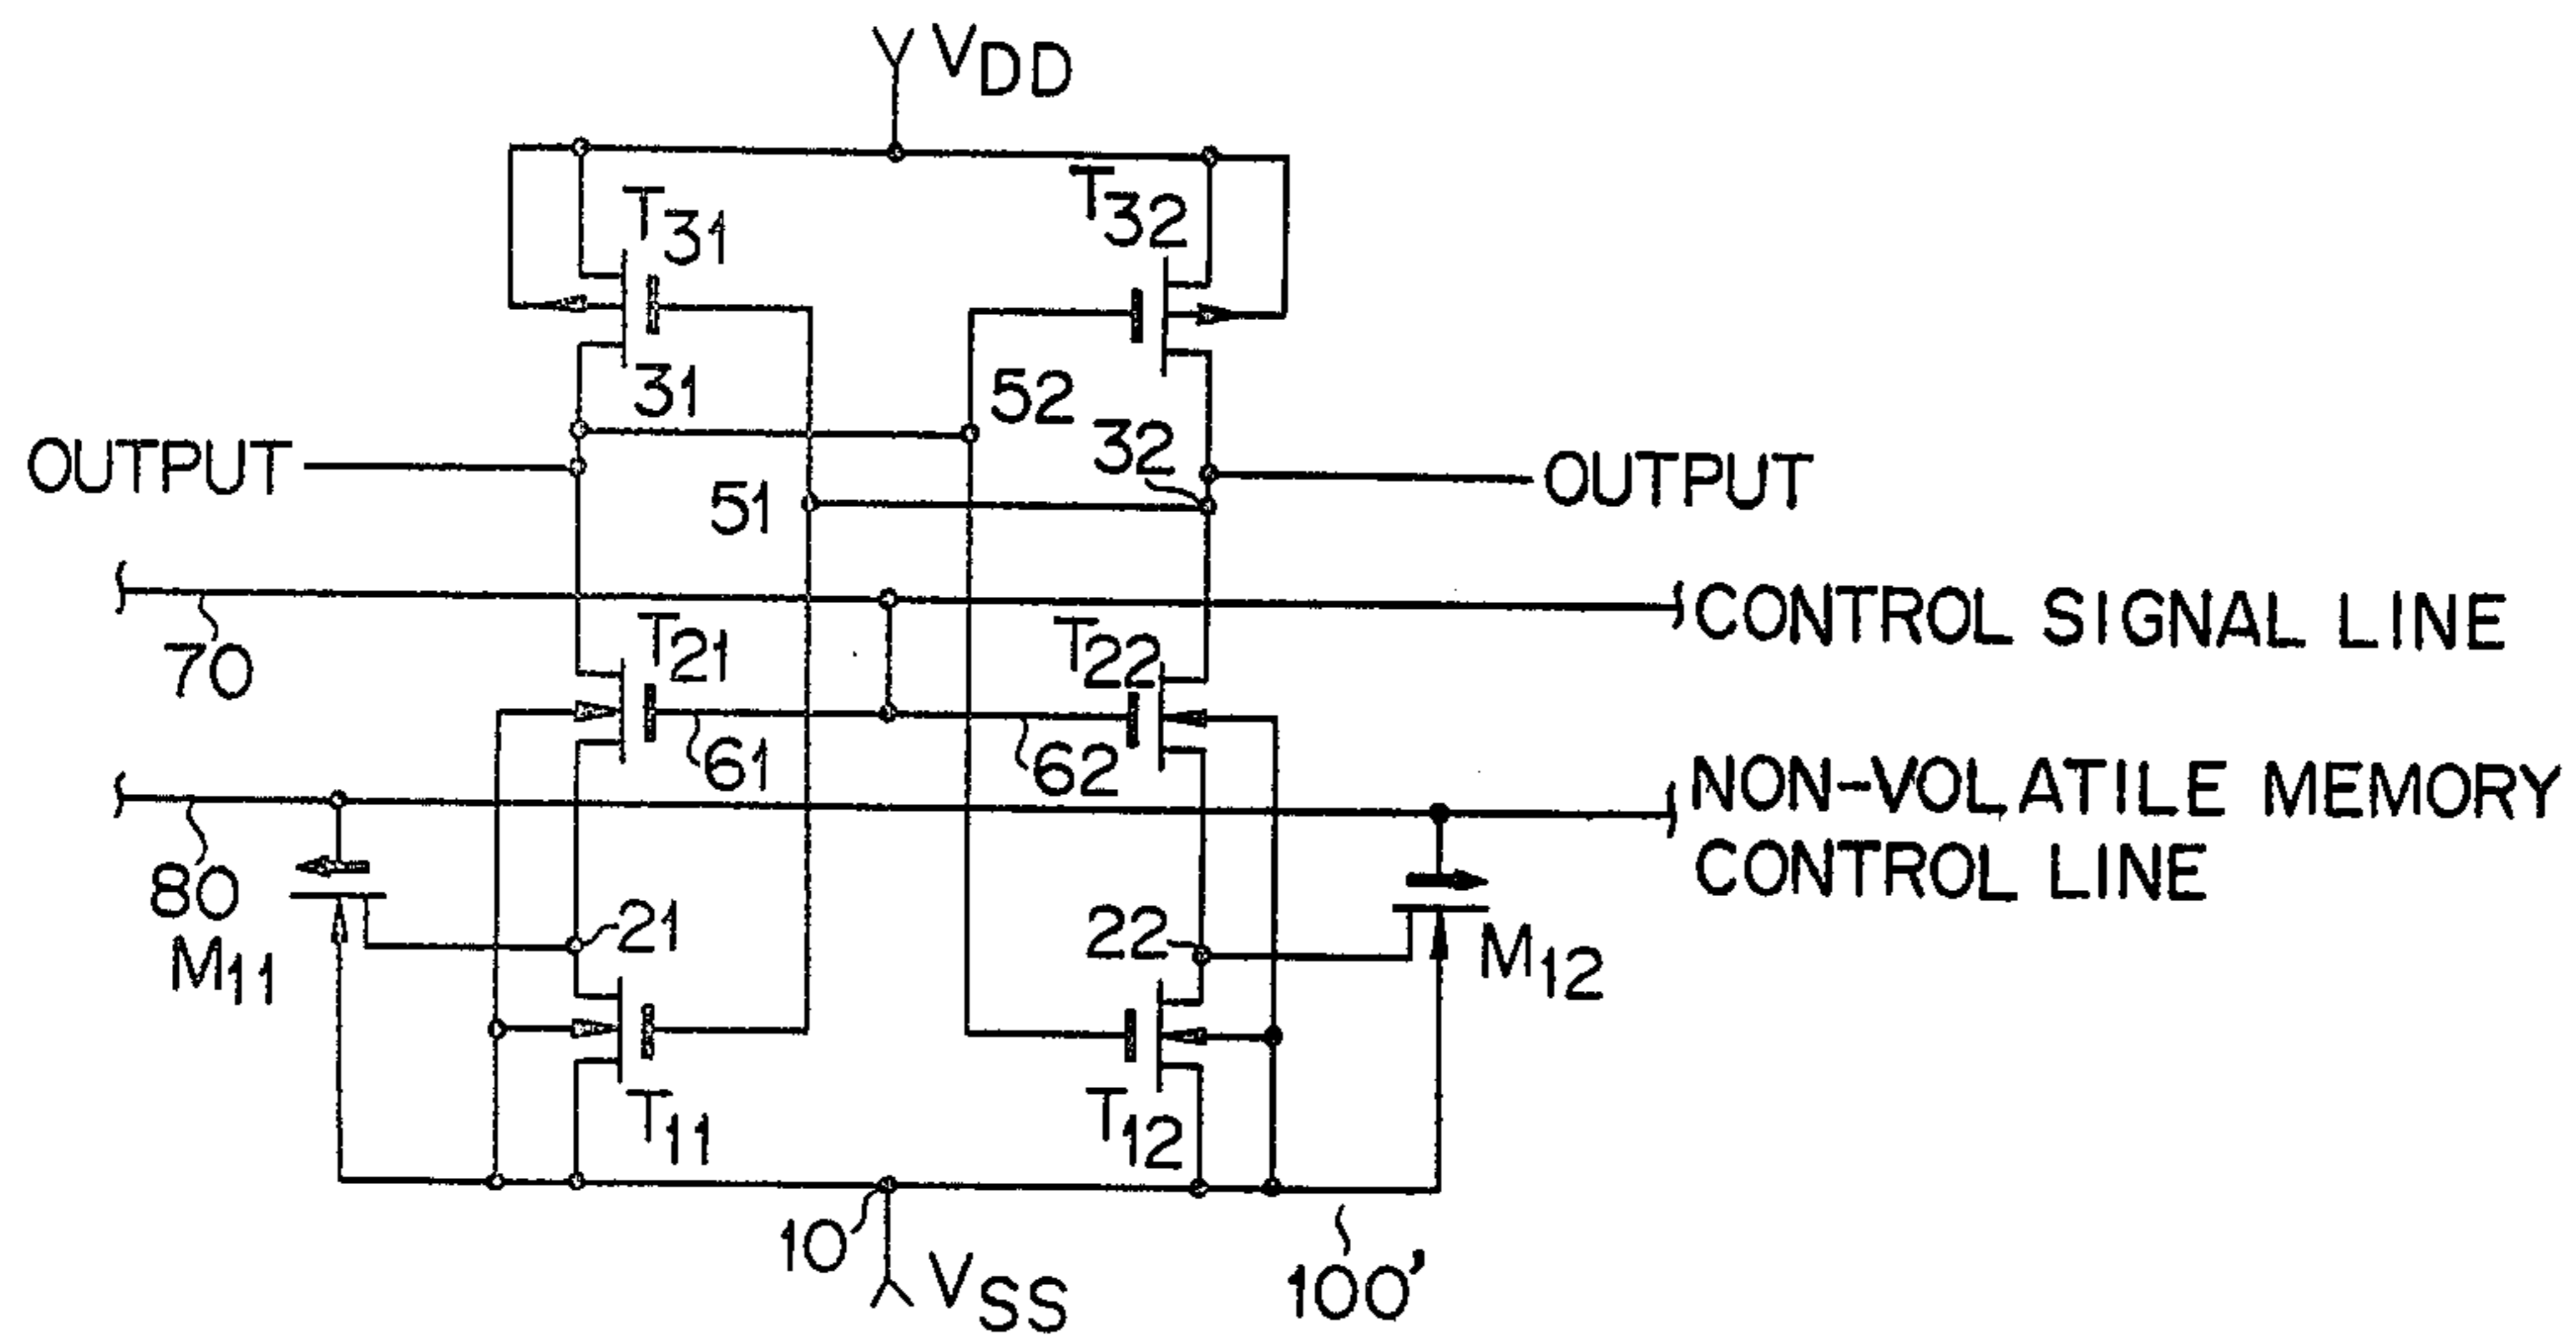 VDD
T31
T32
31
52
32
OUTPUT
OUTPUT
51
CONTROL SIGNAL LINE
70
T21
T22
61
62
NON-VOLATILE MEMORY
CONTROL LINE
80
M11
21
22
M12
T11
T12
10
VSS
100'